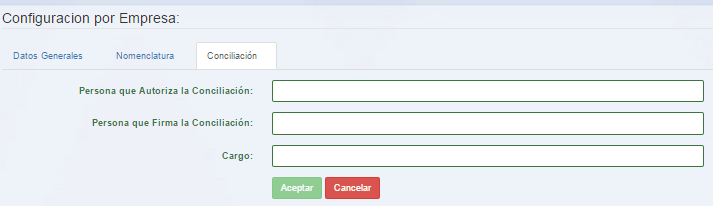 Configuracion por Empresa:
Datos Generales Nomenclatura Conciliación
Persona que Autoriza la Conciliación:
Persona que Firma la Conciliación:
Cargo:
Aceptar Cancelar